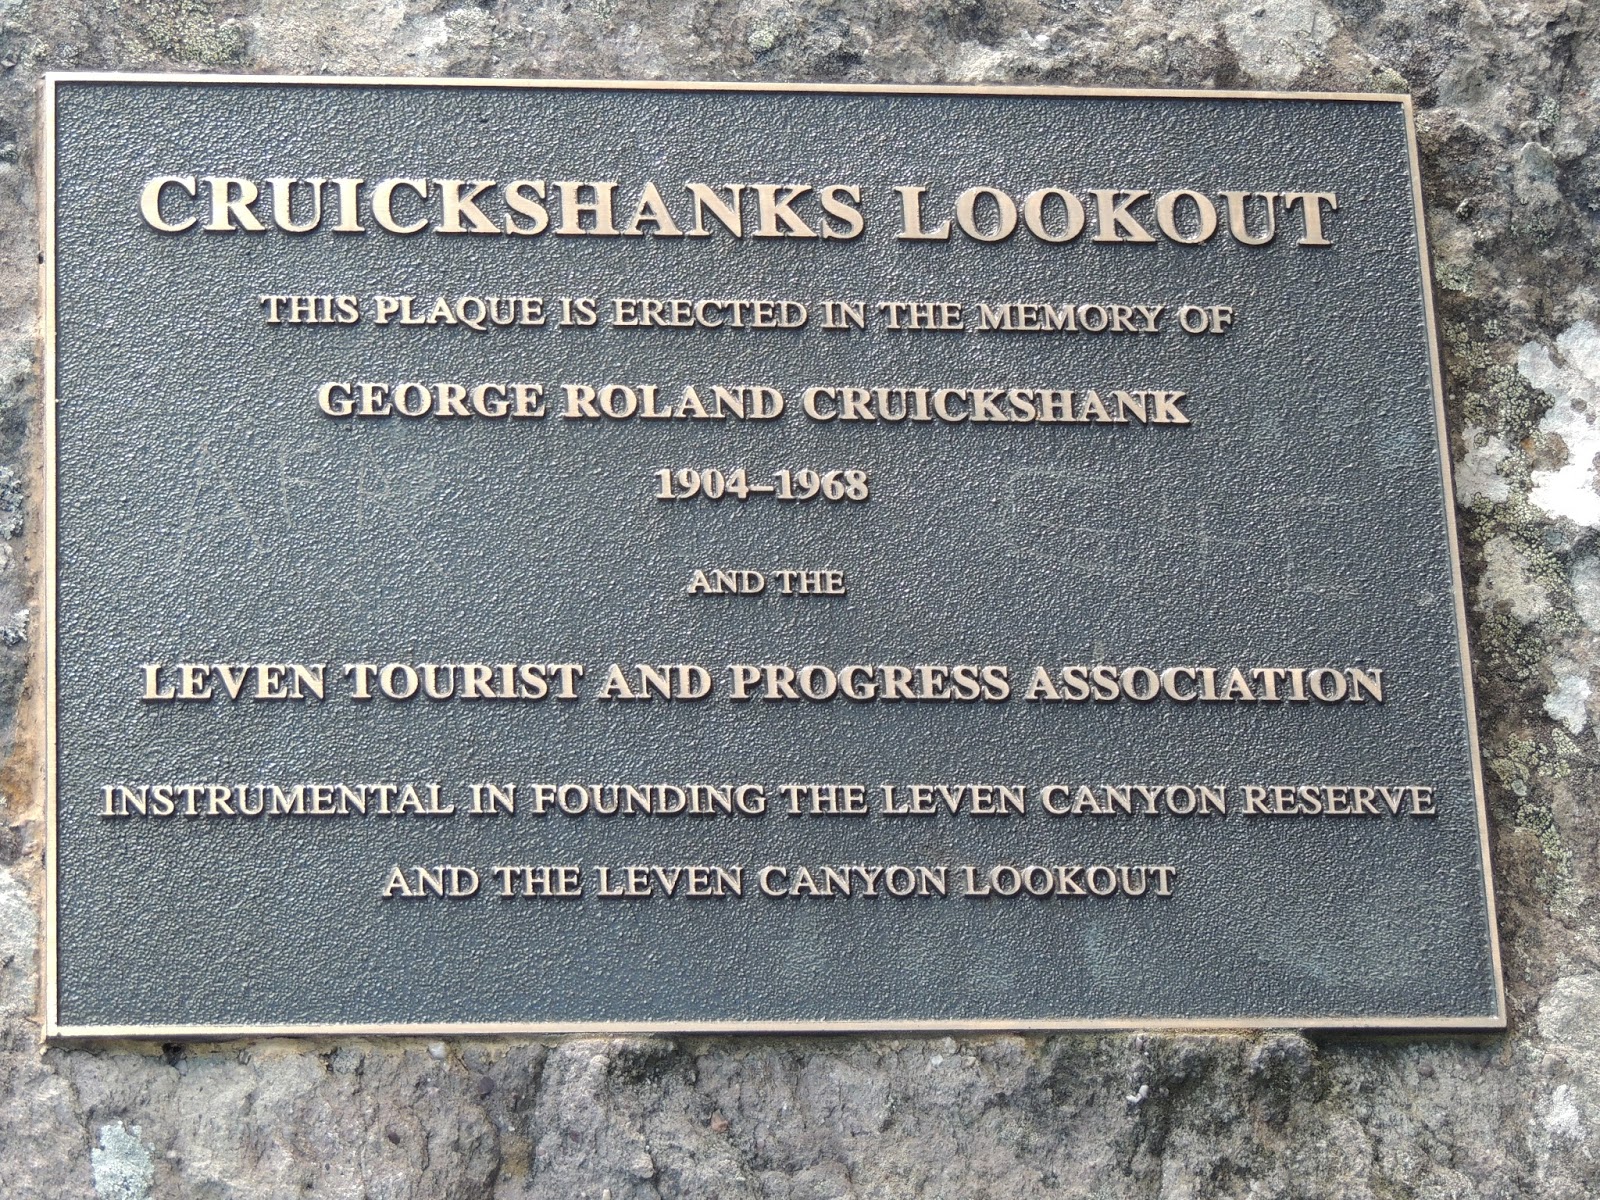 CRUICKSHANKS LOOKOUT
THIS PLAQUE IS ERECTED IN THE MEMORY OF
GEORGE ROLAND CRUICKSHANK
1904–1968
AND THE
LEVEN TOURIST AND PROGRESS ASSOCIATION
INSTRUMENTAL IN FOUNDING THE LEVEN CANYON RESERVE
AND THE LEVEN CANYON LOOKOUT